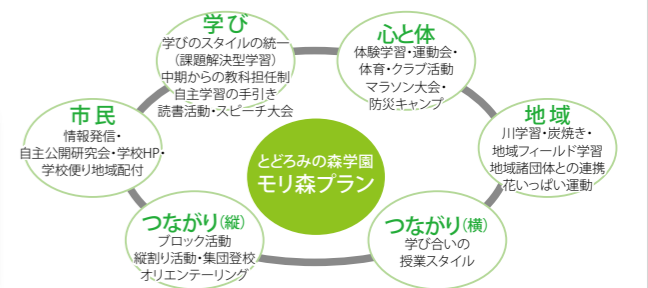 学び
学びのスタイルの統一
（課題解決型学習）
中期からの教科担任制
自主学習の手引き
読書活動・スピーチ大会
心と体
体験学習・運動会・
体育・クラブ活動
マラソン大会・
防災キャンプ
市民
情報発信・
自主公開研究会・学校HP・
学校便り地域配付
とどろみの森学園
モリ森プラン
地域
川学習・炭焼き・
地域フィールド学習
地域諸団体との連携
花いっぱい運動
つながり（縦）
ブロック活動
縦割り活動・集団登校
オリエンテーリング
つながり（横）
学び合いの
授業スタイル